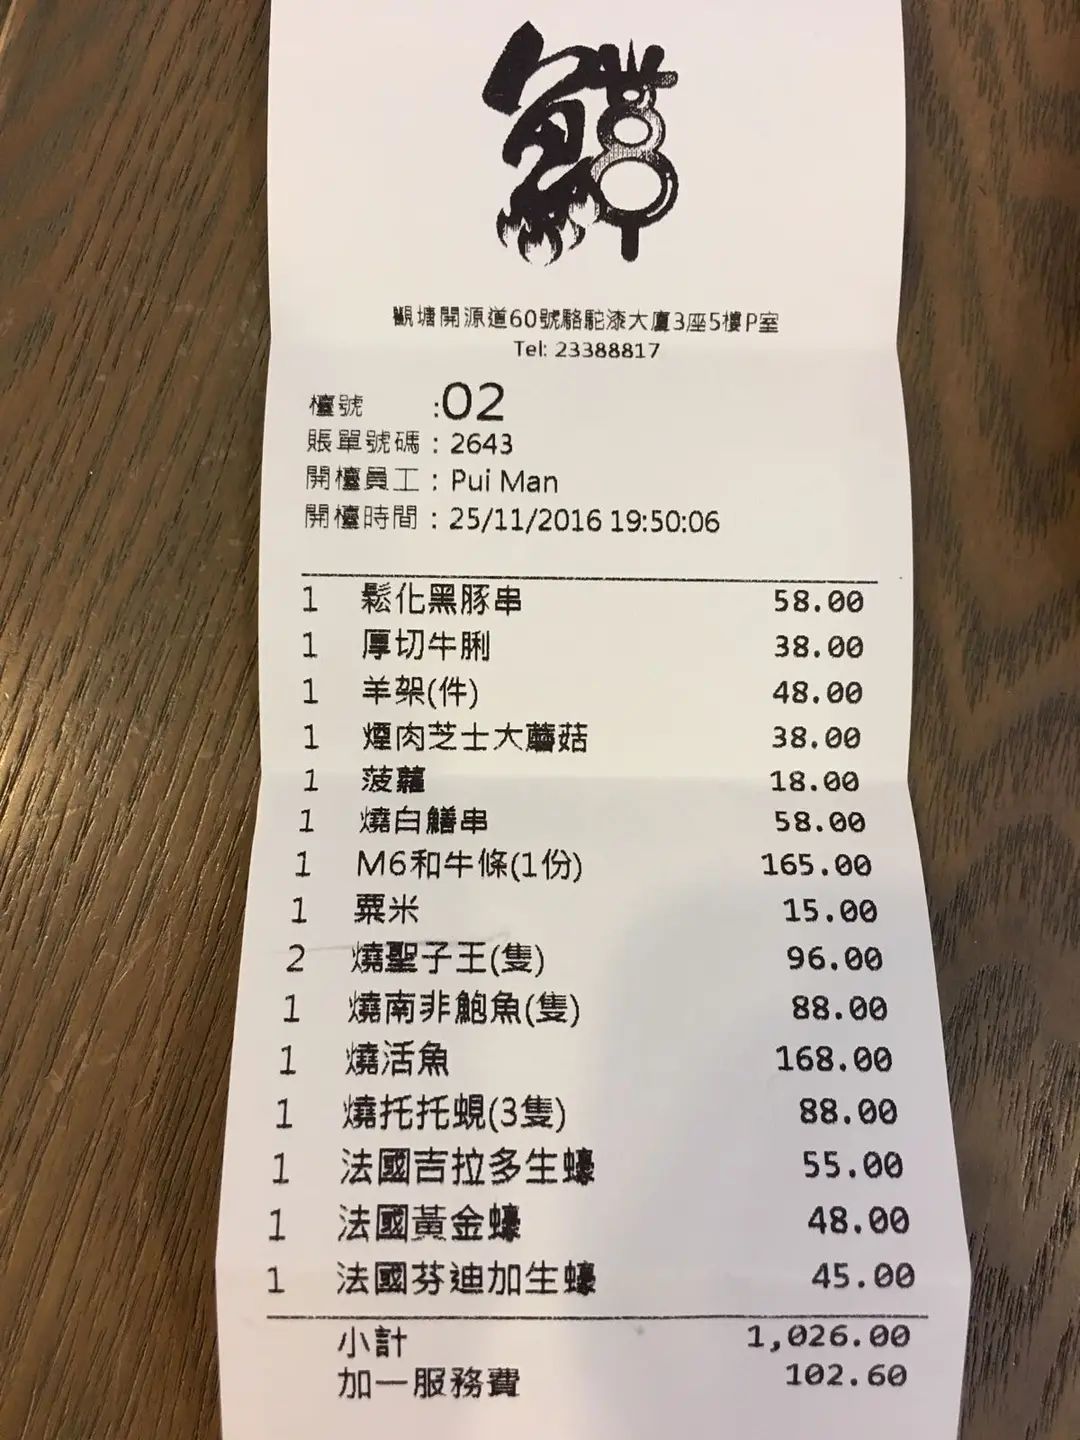 鱻
觀塘開源道60號駱駝漆大廈3座5樓P室
Tel: 23388817
檯號 :02
賬單號碼 : 2643
開檯員工 : Pui Man
開檯時間 : 25/11/2016 19:50:06
1 鬆化黑豚串 58.00
1 厚切牛脷 38.00
1 羊架(件) 48.00
1 煙肉芝士大蘑菇 38.00
1 菠蘿 18.00
1 燒白鱔串 58.00
1 M6和牛條(1份) 165.00
1 粟米 15.00
2 燒聖子王(隻) 96.00
1 燒南非鮑魚(隻) 88.00
1 燒活魚 168.00
1 燒托托蜆(3隻) 88.00
1 法國吉拉多生蠔 55.00
1 法國黃金蠔 48.00
1 法國芬迪加生蠔 45.00
小計 1,026.00
加一服務費 102.60